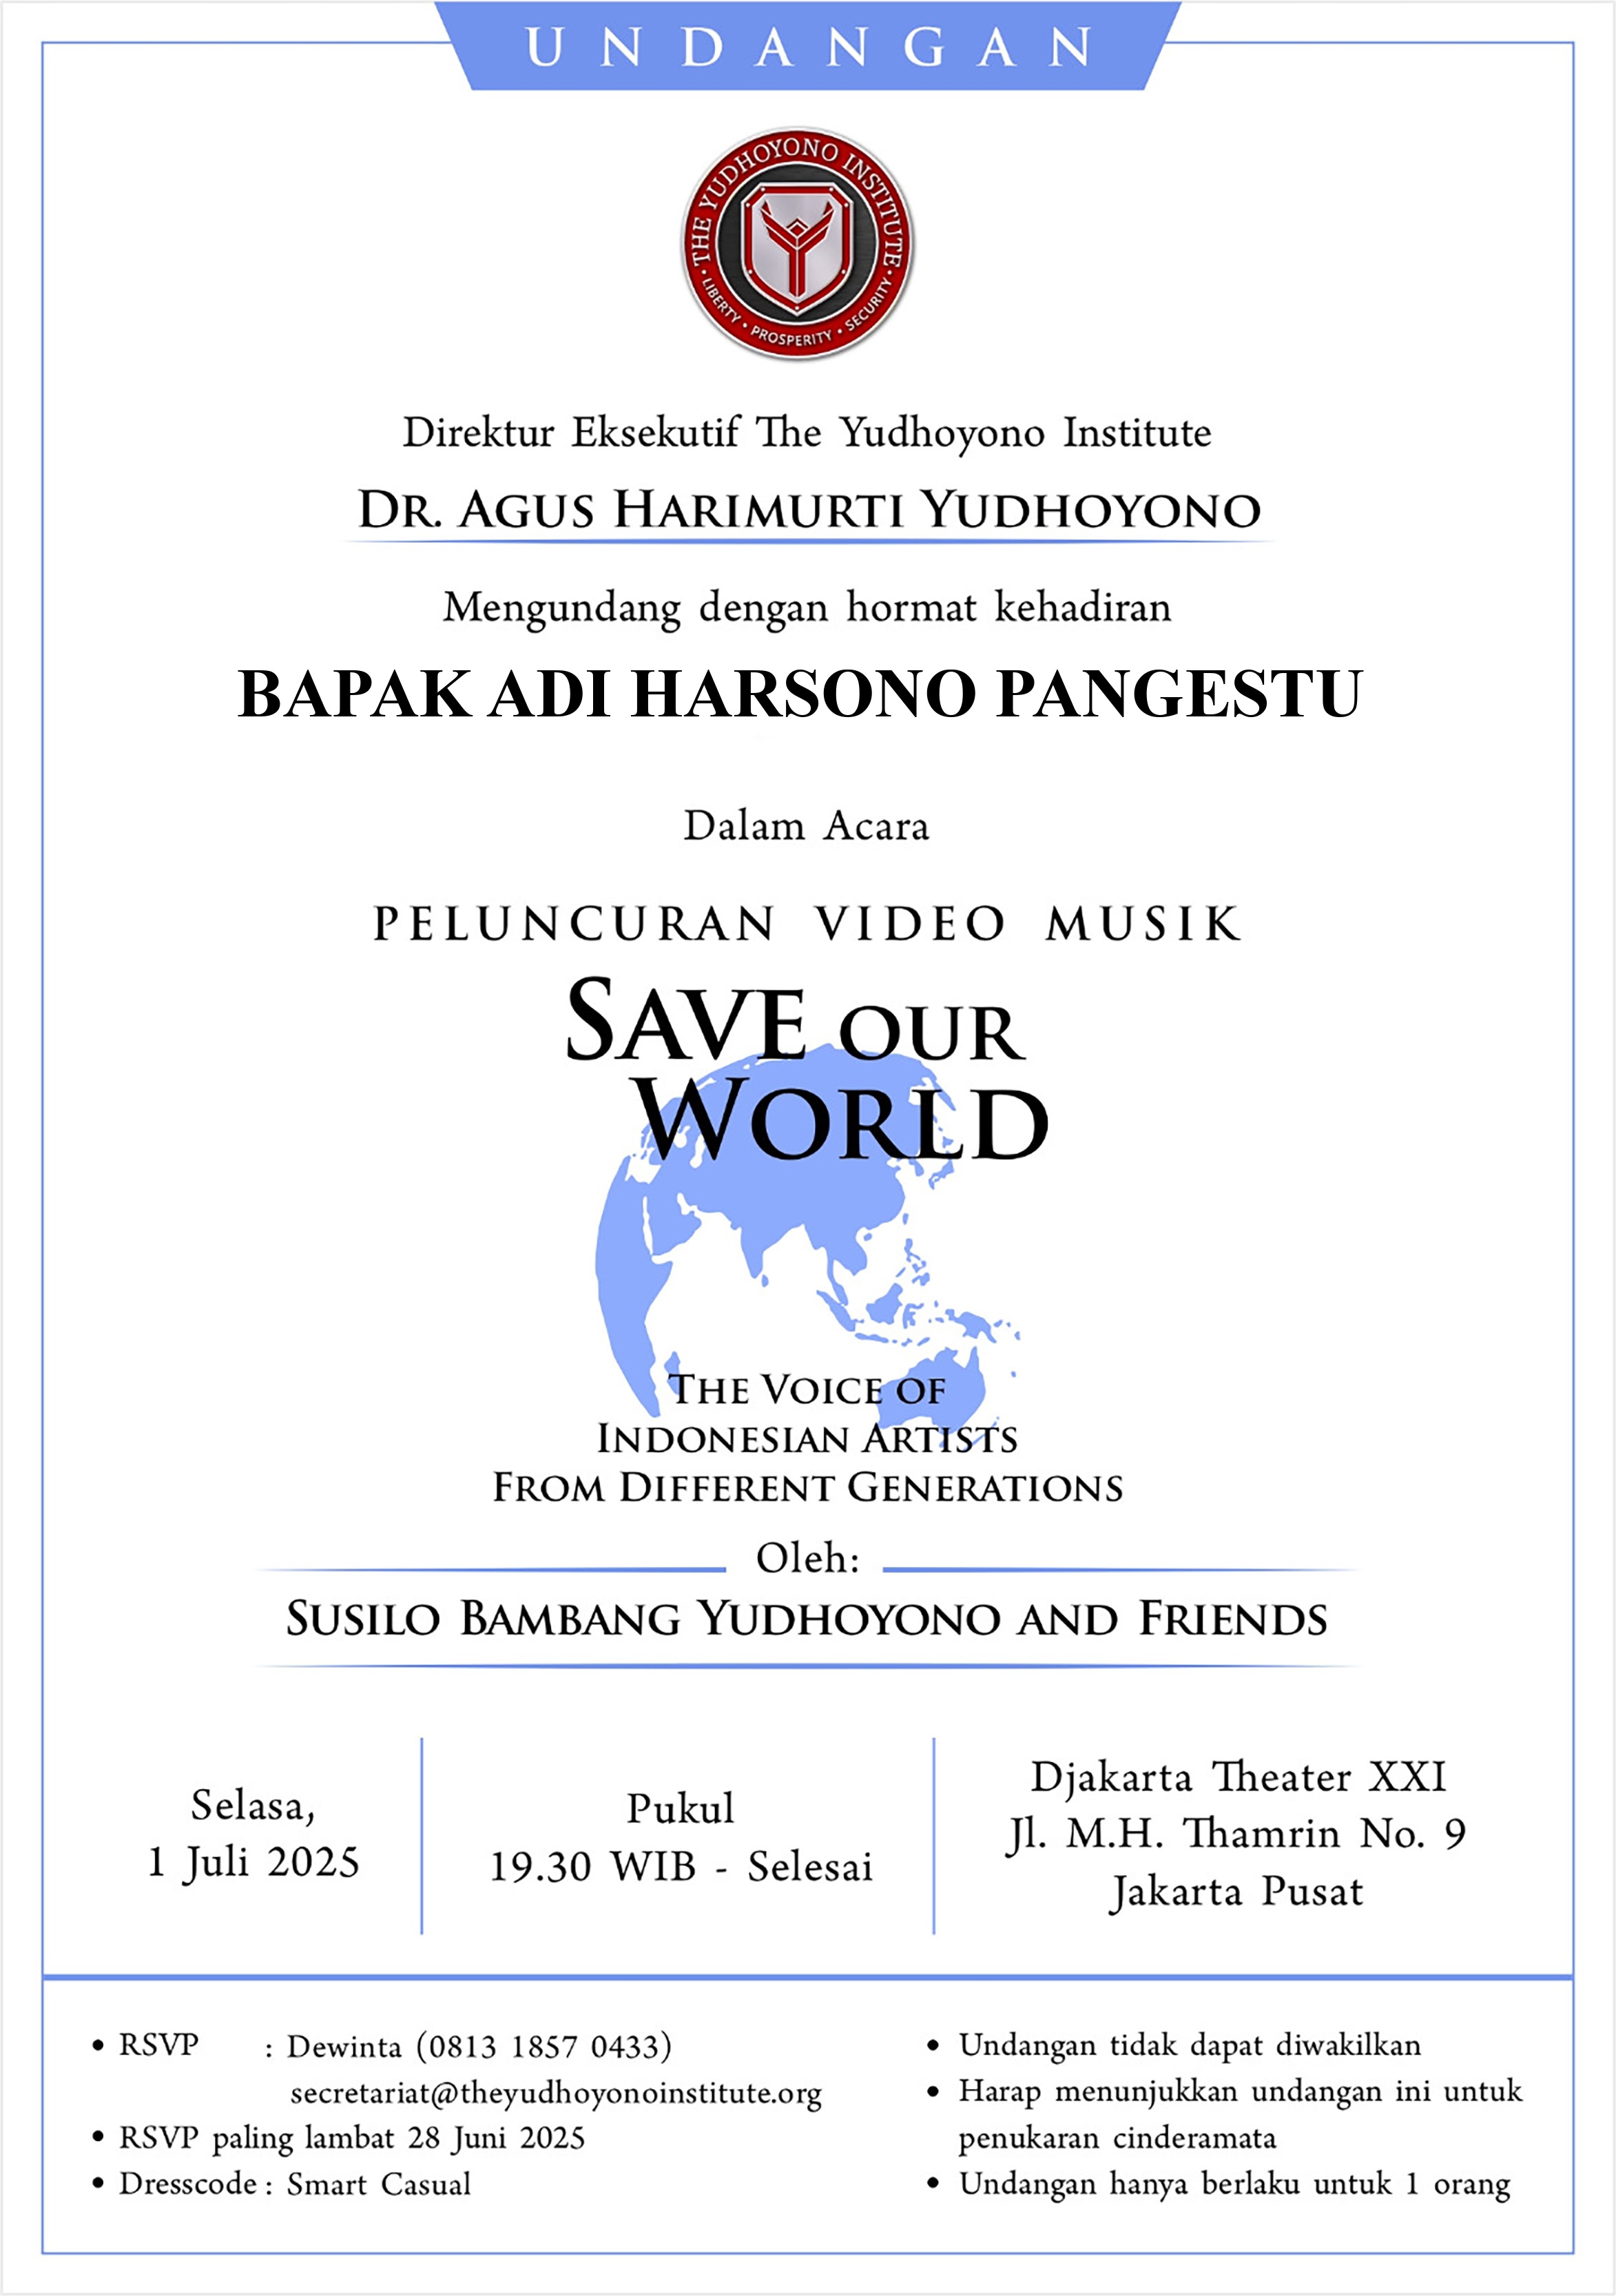 UNDANGAN
THE YUDHOYONO INSTITUTE
• LIBERTY • PROSPERITY • SECURITY •
Direktur Eksekutif The Yudhoyono Institute
DR. AGUS HARIMURTI YUDHOYONO
Mengundang dengan hormat kehadiran
BAPAK ADI HARSONO PANGESTU
Dalam Acara
PELUNCURAN VIDEO MUSIK
SAVE OUR
WORLD
THE VOICE OF
INDONESIAN ARTISTS
FROM DIFFERENT GENERATIONS
Oleh:
SUSILO BAMBANG YUDHOYONO AND FRIENDS
Selasa,
1 Juli 2025
Pukul
19.30 WIB - Selesai
Djakarta Theater XXI
Jl. M.H. Thamrin No. 9
Jakarta Pusat
• RSVP : Dewinta (0813 1857 0433)
secretariat@theyudhoyonoinstitute.org
• RSVP paling lambat 28 Juni 2025
• Dresscode : Smart Casual
• Undangan tidak dapat diwakilkan
• Harap menunjukkan undangan ini untuk
penukaran cinderamata
• Undangan hanya berlaku untuk 1 orang